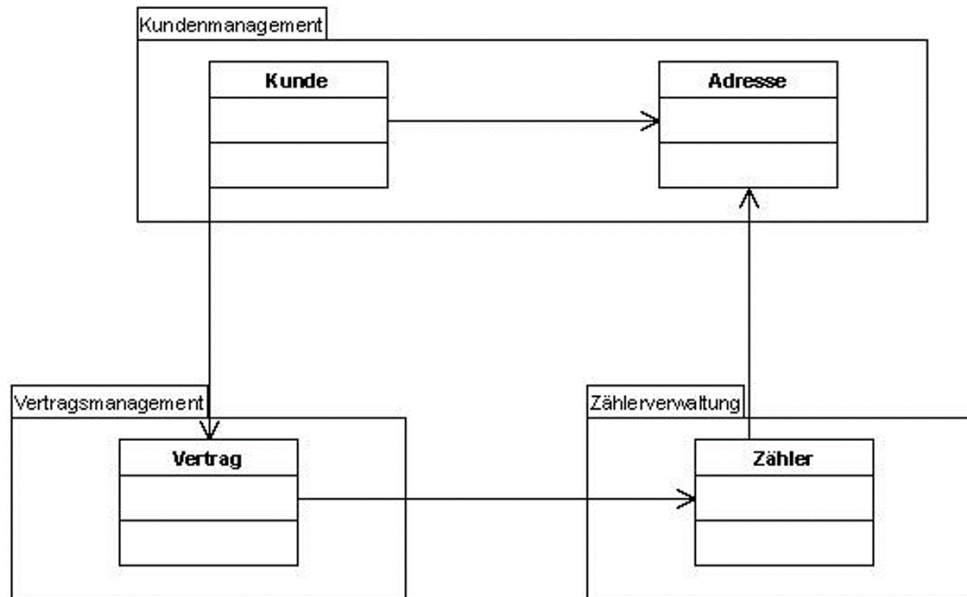 Kundenmanagement
Kunde
Adresse
Vertragsmanagement
Zählerverwaltung
Vertrag
Zähler